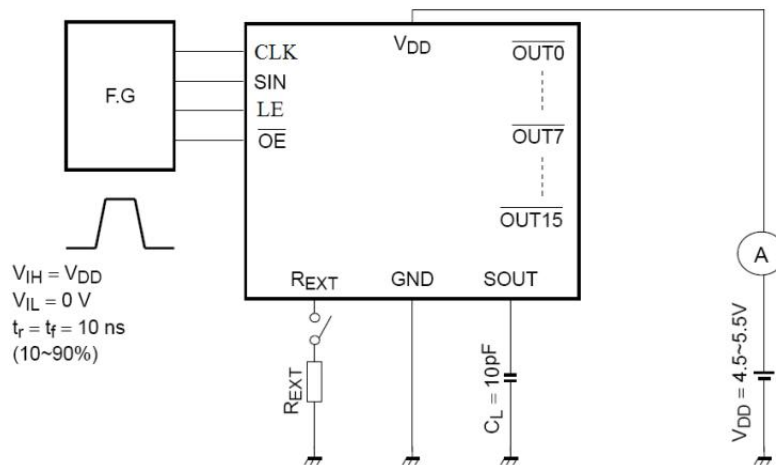 F.G
CLK
SIN
LE
OE
VDD
OUT0
OUT7
OUT15
REXT
GND
SOUT
VIH = VDD
VIL = 0 V
tr = tf = 10 ns
(10~90%)
REXT
CL = 10pF
A
VDD = 4.5~5.5V